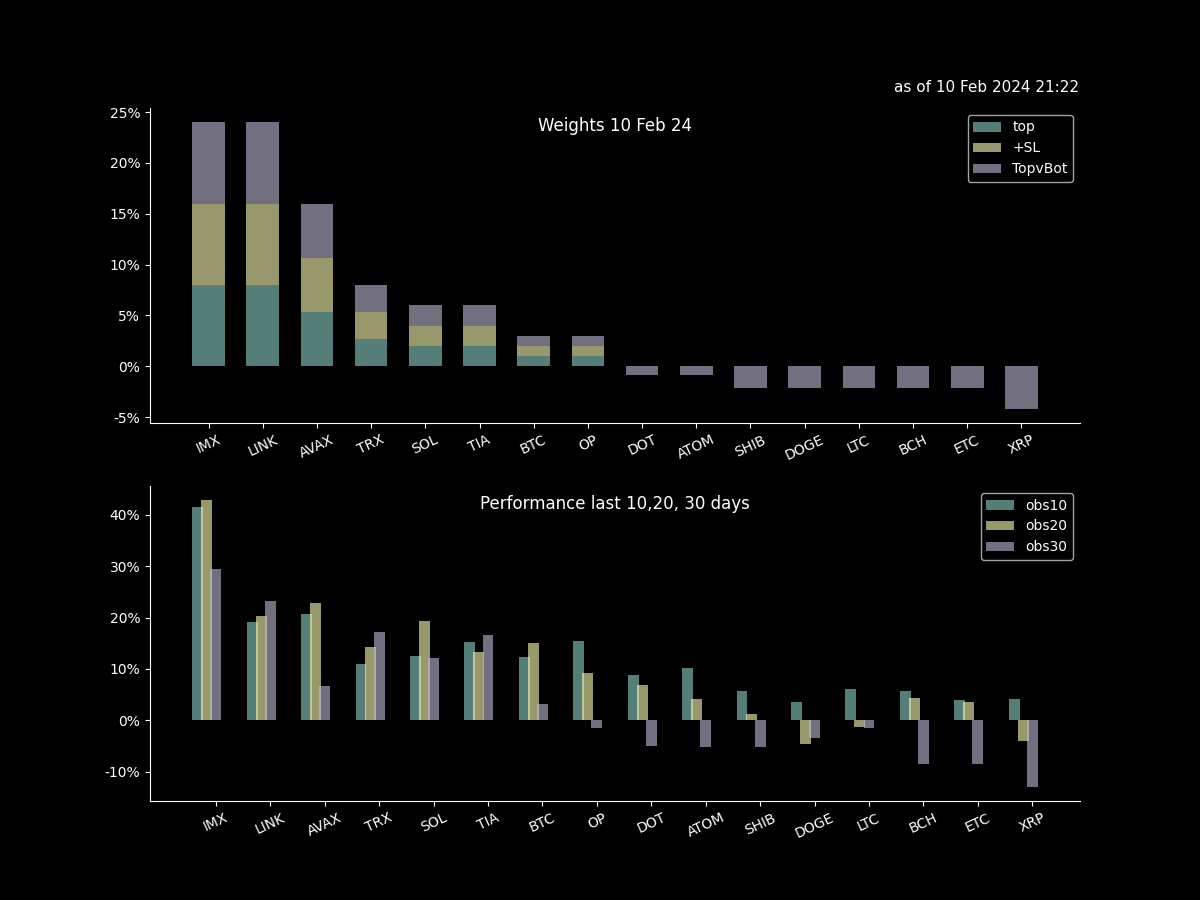 as of 10 Feb 2024 21:22
Weights 10 Feb 24
top
+SL
TopvBot
25%
20%
15%
10%
5%
0%
-5%
IMX LINK AVAX TRX SOL TIA BTC OP DOT ATOM SHIB DOGE LTC BCH ETC XRP
Performance last 10,20, 30 days
obs10
obs20
obs30
40%
30%
20%
10%
0%
-10%
IMX LINK AVAX TRX SOL TIA BTC OP DOT ATOM SHIB DOGE LTC BCH ETC XRP